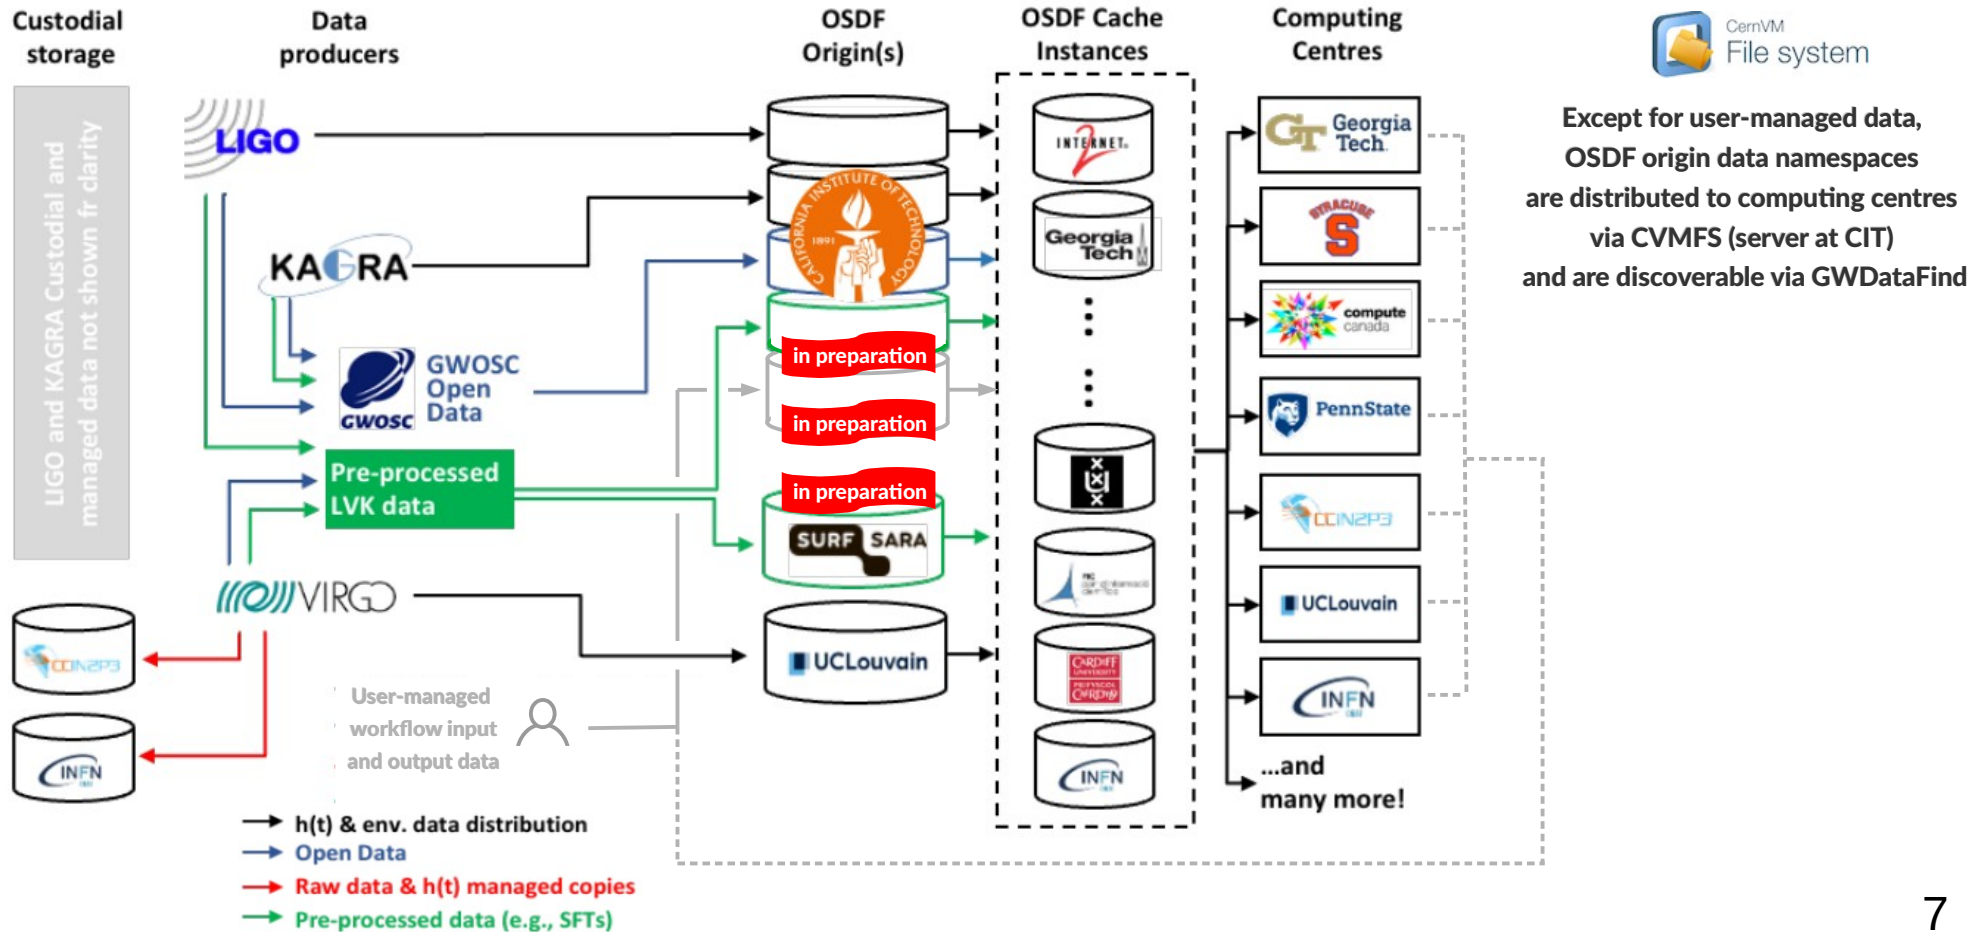 Custodial
storage
Data
producers
OSDF
Origin(s)
OSDF Cache
Instances
Computing
Centres
CernVM
File system
LIGO and KAGRA Custodial and
managed data not shown fr clarity
LIGO
KAGRA
GWOSC
GWOSC
Open
Data
Pre-processed
LVK data
VIRGO
CCIN2P3
INFN
User-managed
workflow input
and output data
CALIFORNIA INSTITUTE OF TECHNOLOGY
1891
in preparation
in preparation
in preparation
SURF SARA
UCLouvain
INTERNET
2
Georgia
Tech
CARDIFF
UNIVERSITY
PRIFYSGOL
CAERDYDD
INFN
GT Georgia
Tech
SYRACUSE
S
compute
canada
PennState
CCIN2P3
UCLouvain
INFN
...and
many more!
Except for user-managed data,
OSDF origin data namespaces
are distributed to computing centres
via CVMFS (server at CIT)
and are discoverable via GWDataFind
h(t) & env. data distribution
Open Data
Raw data & h(t) managed copies
Pre-processed data (e.g., SFTs)
7